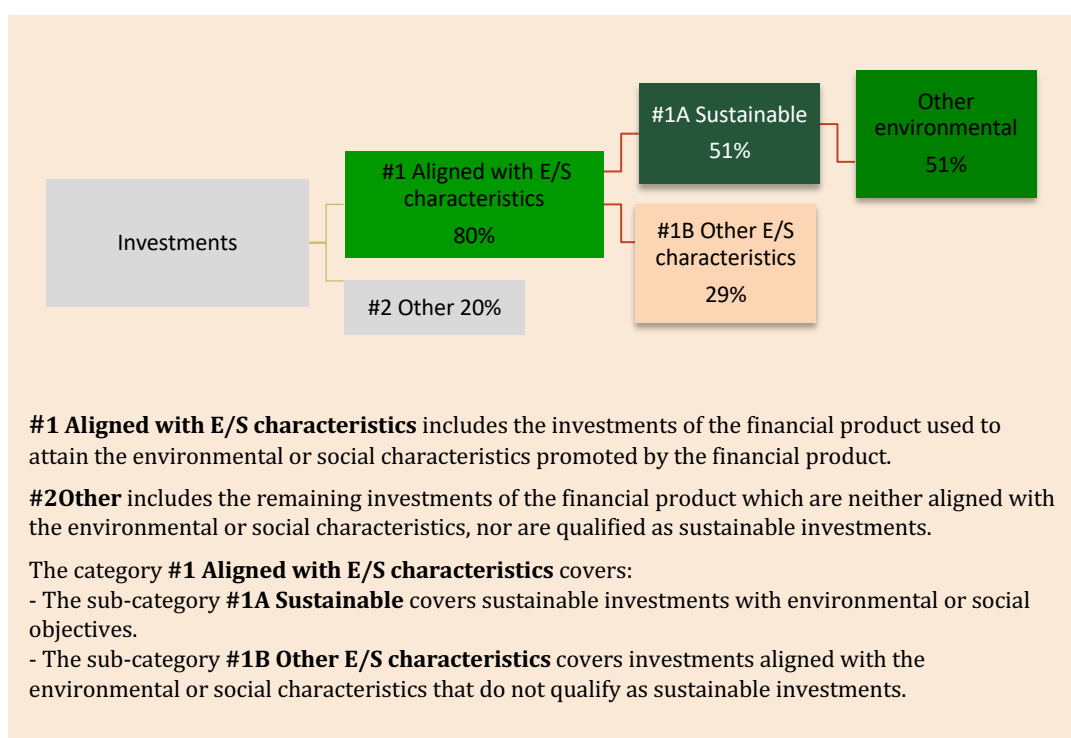 #1A Sustainable
51%
Other
environmental
51%
#1 Aligned with E/S
characteristics
80%
Investments
#1B Other E/S
characteristics
29%
#2 Other 20%
#1 Aligned with E/S characteristics includes the investments of the financial product used to
attain the environmental or social characteristics promoted by the financial product.
#2Other includes the remaining investments of the financial product which are neither aligned with
the environmental or social characteristics, nor are qualified as sustainable investments.
The category #1 Aligned with E/S characteristics covers:
- The sub-category #1A Sustainable covers sustainable investments with environmental or social
objectives.
- The sub-category #1B Other E/S characteristics covers investments aligned with the
environmental or social characteristics that do not qualify as sustainable investments.